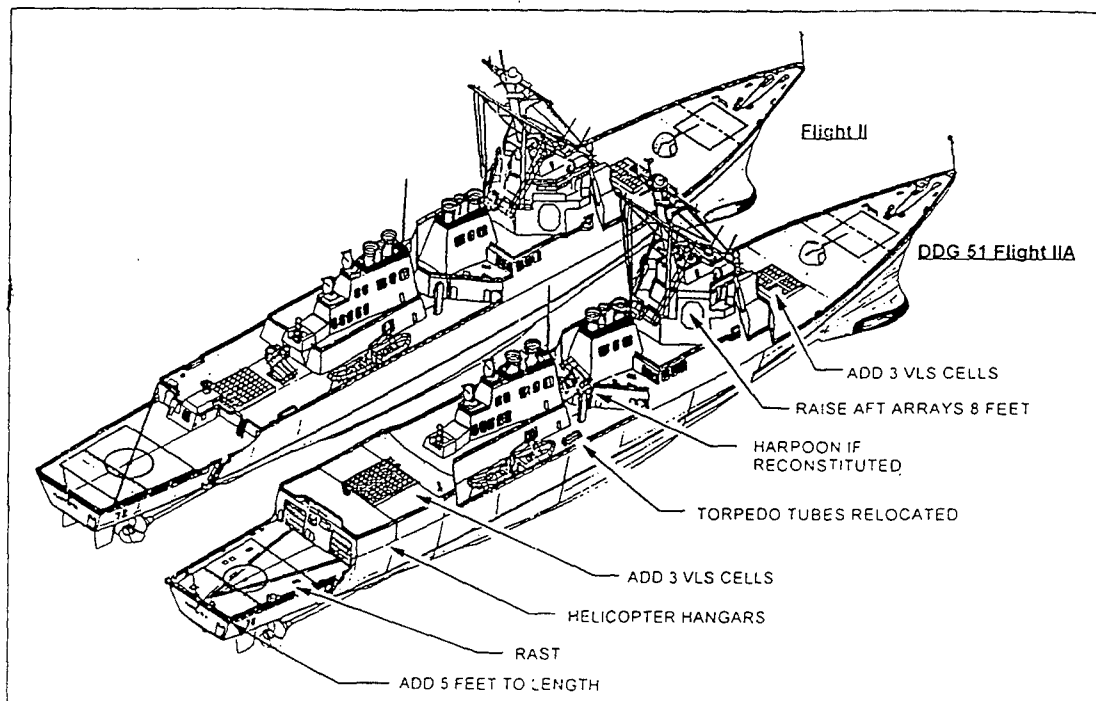 Flight II
DDG 51 Flight IIA
ADD 3 VLS CELLS
RAISE AFT ARRAYS 8 FEET
HARPOON IF
RECONSTITUTED
TORPEDO TUBES RELOCATED
ADD 3 VLS CELLS
HELICOPTER HANGARS
RAST
ADD 5 FEET TO LENGTH
72